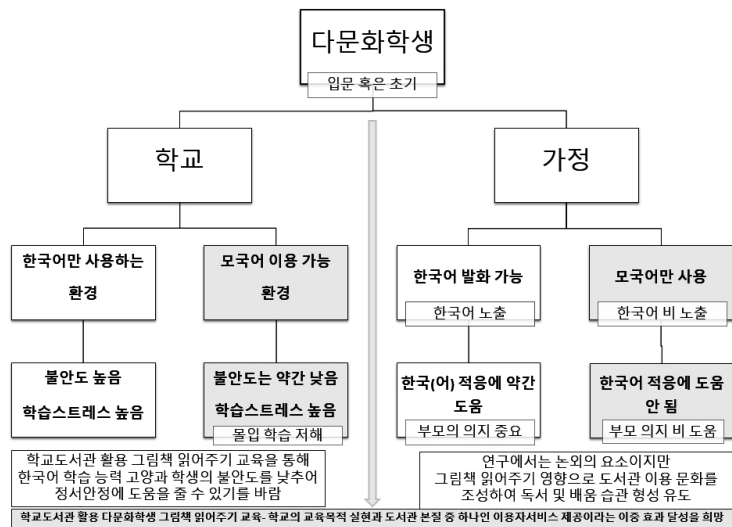 다문화학생
입문 혹은 초기
학교
가정
한국어만 사용하는
환경
모국어 이용 가능
환경
한국어 발화 가능
한국어 노출
모국어만 사용
한국어 비 노출
불안도 높음
학습스트레스 높음
불안도는 약간 낮음
학습스트레스 높음
몰입 학습 저해
한국(어) 적응에 약간
도움
부모의 의지 중요
한국어 적응에 도움
안 됨
부모 의지 비 도움
학교도서관 활용 그림책 읽어주기 교육을 통해
한국어 학습 능력 고양과 학생의 불안도를 낮추어
정서안정에 도움을 줄 수 있기를 바람
연구에서는 논외의 요소이지만
그림책 읽어주기 영향으로 도서관 이용 문화를
조성하여 독서 및 배움 습관 형성 유도
학교도서관 활용 다문화학생 그림책 읽어주기 교육- 학교의 교육목적 실현과 도서관 본질 중 하나인 이용자서비스 제공이라는 이중 효과 달성을 희망